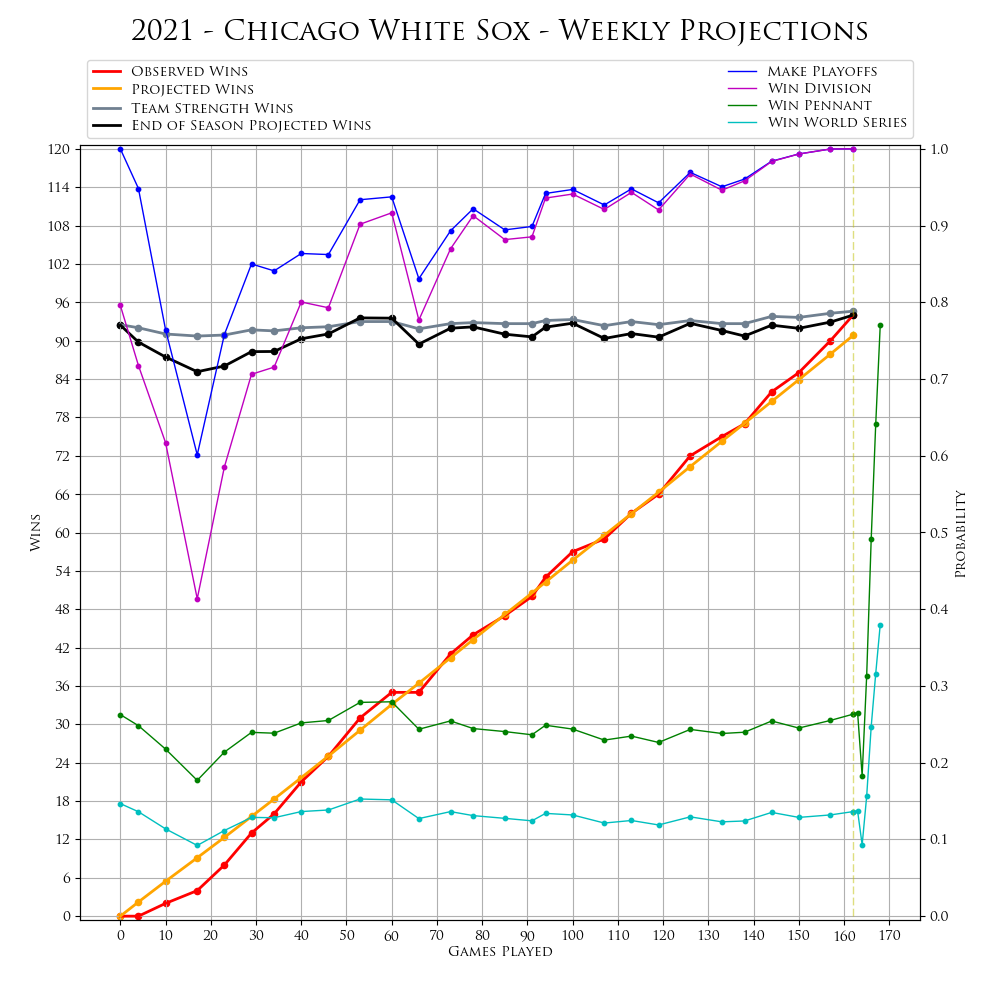 2021 - Chicago White Sox - Weekly Projections
Observed Wins
Projected Wins
Team Strength Wins
End of Season Projected Wins
Make Playoffs
Win Division
Win Pennant
Win World Series
120
114
108
102
96
90
84
78
72
66
60
54
48
42
36
30
24
18
12
6
0
Wins
1.0
0.9
0.8
0.7
0.6
0.5
0.4
0.3
0.2
0.1
0.0
Probability
0 10 20 30 40 50 60 70 80 90 100 110 120 130 140 150 160 170
Games Played